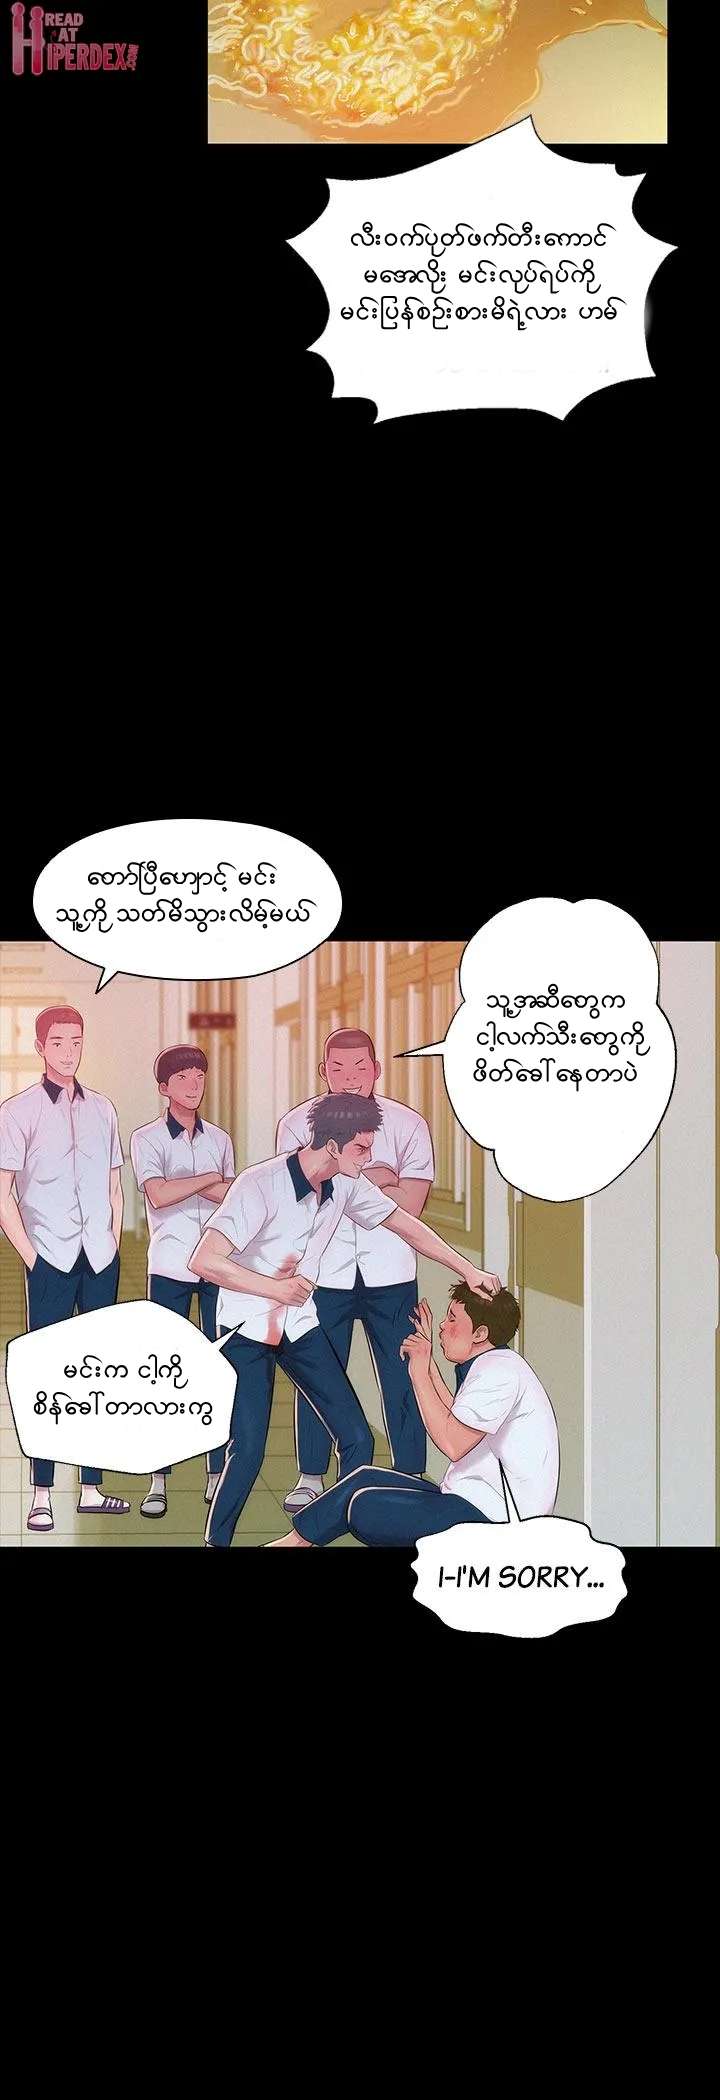 READ
AT
HIPERDEX.COM
လီးဝက်ပုတ်ဖက်တီးကောင်
မအေလိုး မင်းလုပ်ရပ်ကို
မင်းပြန်စဉ်းစားမိရဲ့လား ဟမ်
တော်ပြီဟျောင့် မင်း
သူ့ကို သတ်မိသွားလိမ့်မယ်
သူ့အဆီတွေက
ငါ့လက်သီးတွေကို
ဖိတ်ခေါ်နေတာပဲ
မင်းက ငါ့ကို
စိန်ခေါ်တာလားကွ
I-I'M SORRY...